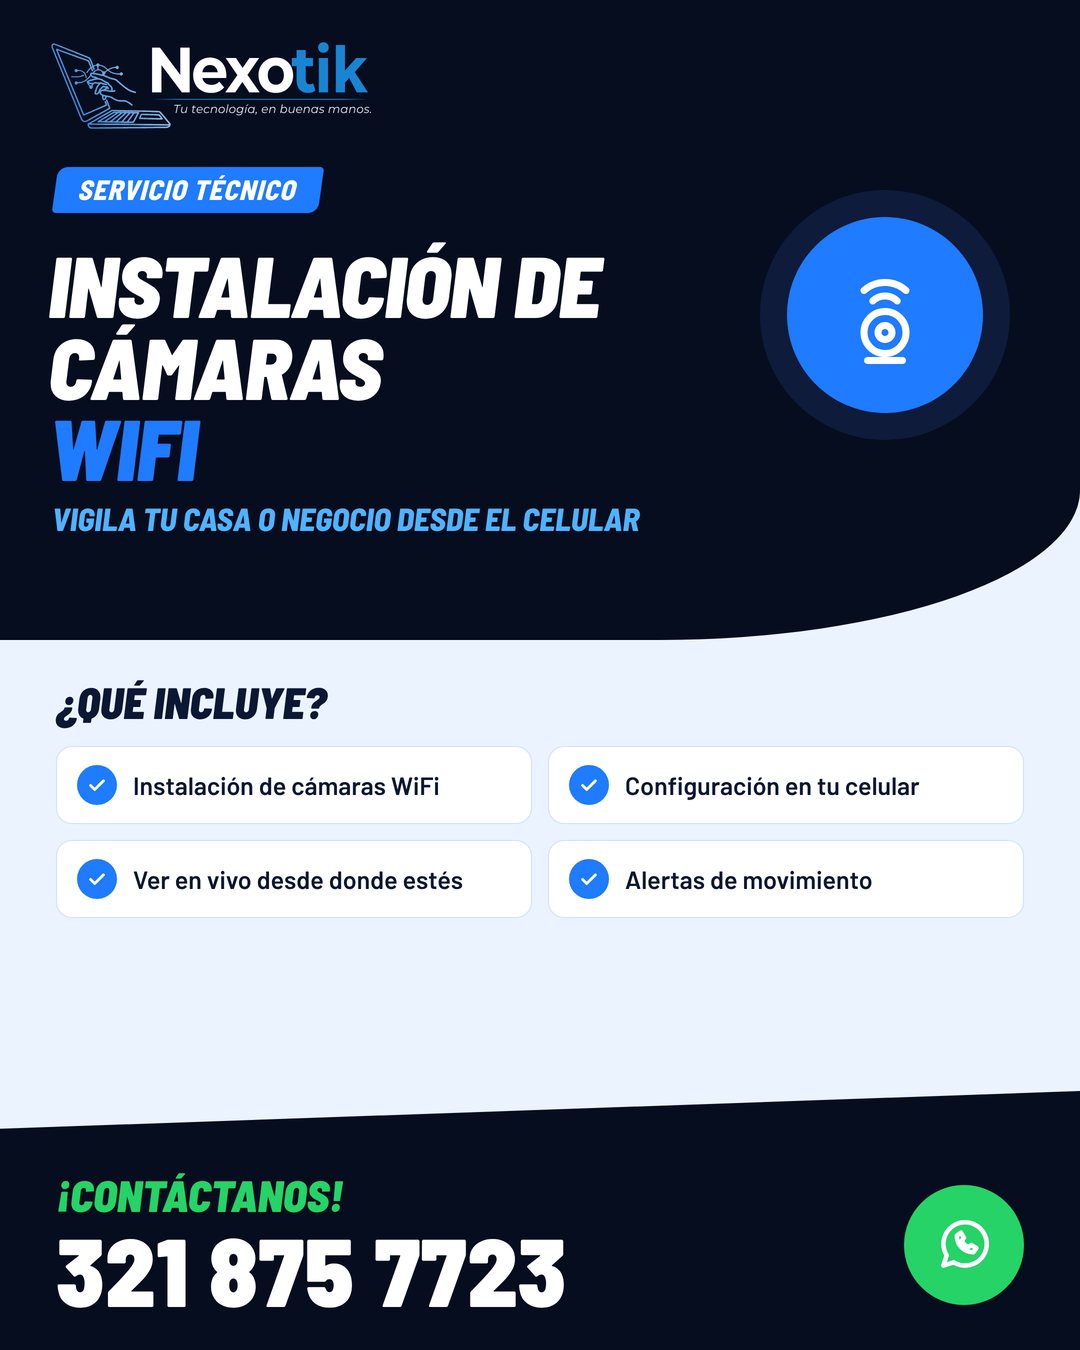 Nexotik
Tu tecnología, en buenas manos.
SERVICIO TÉCNICO
INSTALACIÓN DE
CÁMARAS
WIFI
VIGILA TU CASA O NEGOCIO DESDE EL CELULAR
¿QUÉ INCLUYE?
Instalación de cámaras WiFi
Configuración en tu celular
Ver en vivo desde donde estés
Alertas de movimiento
¡CONTÁCTANOS!
321 875 7723